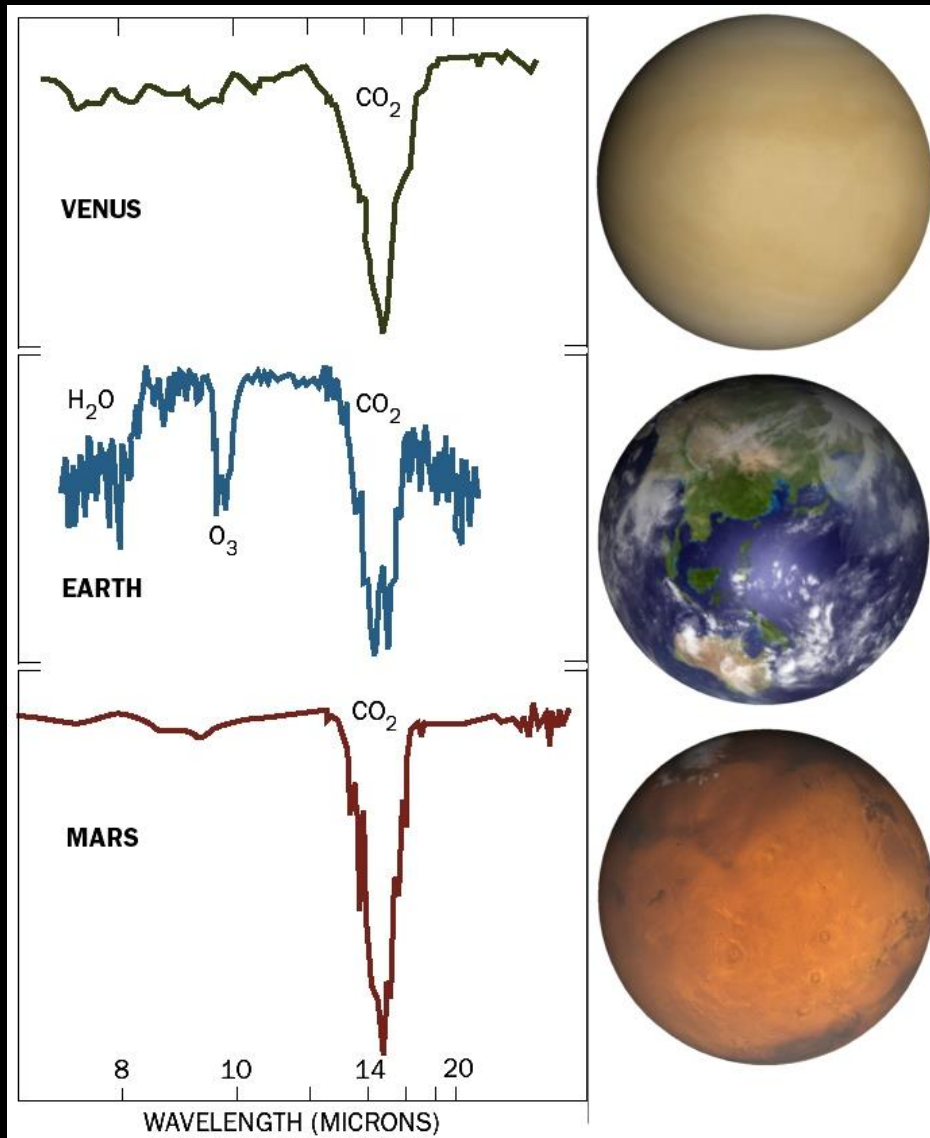 CO2
VENUS
H2O
CO2
O3
EARTH
CO2
MARS
8 10 14 20
WAVELENGTH (MICRONS)